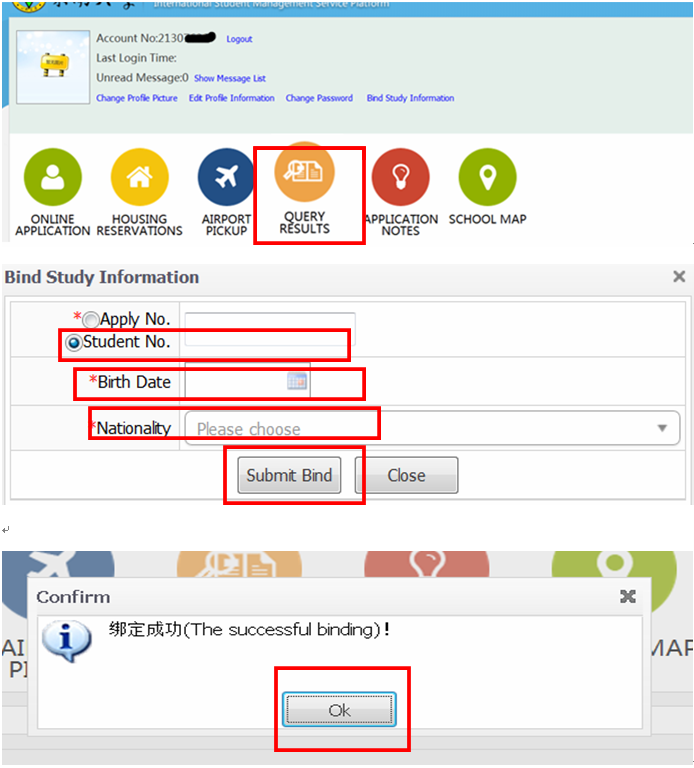 International Student Management Service Platform
Account No:2130
Logout
Last Login Time:
Unread Message:0 Show Message List
Change Profile Picture Edit Profile Information Change Password Bind Study Information
ONLINE APPLICATION
HOUSING RESERVATIONS
AIRPORT PICKUP
QUERY RESULTS
APPLICATION NOTES
SCHOOL MAP
Bind Study Information
*Apply No.
Student No.
*Birth Date
*Nationality Please choose
Submit Bind Close
Confirm
绑定成功(The successful binding)!
AI
PI
MAP
Ok